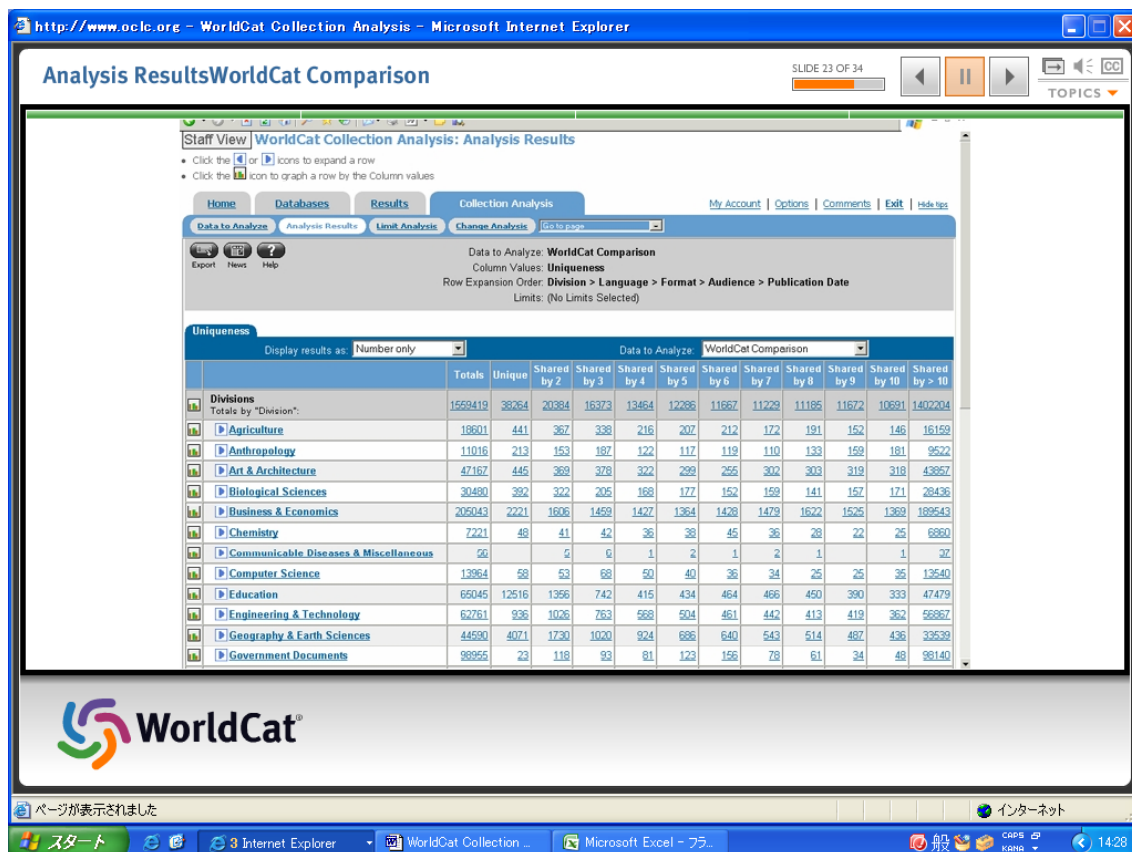 http://www.oclc.org - WorldCat Collection Analysis - Microsoft Internet Explorer
Analysis ResultsWorldCat Comparison
SLIDE 23 OF 34
CC
TOPICS
Staff View WorldCat Collection Analysis: Analysis Results
• Click the or icons to expand a row
• Click the icon to graph a row by the Column values
Home Databases Results Collection Analysis My Account | Options | Comments | Exit | Hide tips
Data to Analyze Analysis Results Limit Analysis Change Analysis Go to page
Export News Help
Data to Analyze: WorldCat Comparison
Column Values: Uniqueness
Row Expansion Order: Division > Language > Format > Audience > Publication Date
Limits: (No Limits Selected)
Uniqueness
Display results as: Number only Data to Analyze: WorldCat Comparison
Totals Unique Shared by 2 Shared by 3 Shared by 4 Shared by 5 Shared by 6 Shared by 7 Shared by 8 Shared by 9 Shared by 10 Shared by > 10
Divisions
Totals by "Division": 1559419 38264 20384 16373 13464 12286 11667 11229 11185 11672 10691 1402204
Agriculture 18601 441 367 338 216 207 212 172 191 152 146 16159
Anthropology 11016 213 153 187 122 117 119 110 133 159 181 9522
Art & Architecture 47167 445 369 378 322 299 255 302 303 319 318 43857
Biological Sciences 30480 392 322 205 168 177 152 159 141 157 171 28436
Business & Economics 205043 2221 1606 1459 1427 1364 1428 1479 1622 1525 1369 189543
Chemistry 7221 48 41 42 36 38 45 36 28 22 25 6860
Communicable Diseases & Miscellaneous 1 2 1 2 1 1
Computer Science 13964 58 53 68 50 40 36 34 25 25 35 13540
Education 65045 12516 1356 742 415 434 464 466 450 390 333 47479
Engineering & Technology 62761 936 1026 763 568 504 461 442 413 419 362 56867
Geography & Earth Sciences 44590 4071 1730 1020 924 686 640 543 514 487 436 33539
Government Documents 98955 23 118 93 81 123 156 78 61 34 48 98140
WorldCat®
ページが表示されました
インターネット
スタート 3 Internet Explorer WorldCat Collection ... Microsoft Excel - フラ... 般 CAPS KANA 14:28